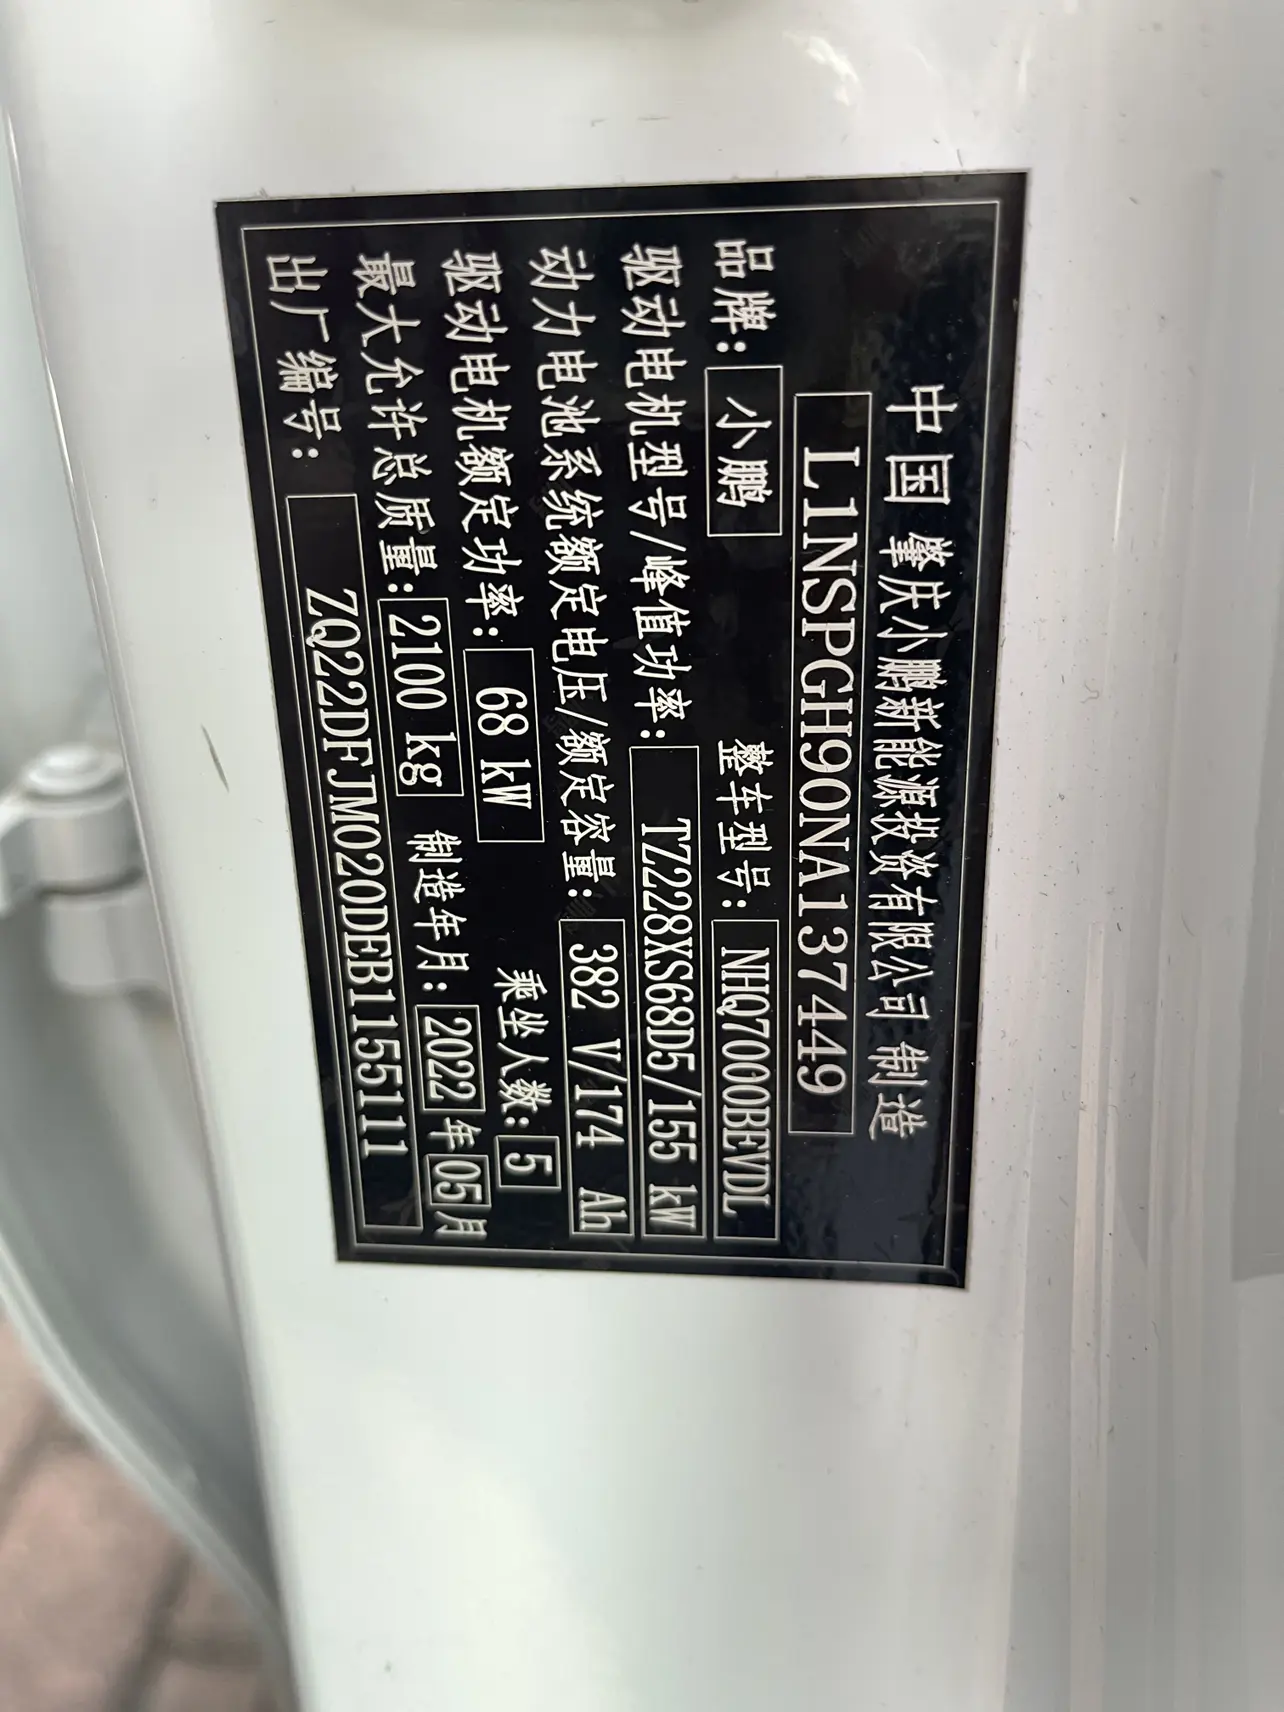 中国 肇庆小鹏新能源投资有限公司 制造
L1NSPGH90NA137449
品牌: 小鹏 整车型号: NHQ7000BEVDL
驱动电机型号/峰值功率: TZ228XS68D5/155 kW
动力电池系统额定电压/额定容量: 382 V/174 Ah
驱动电机额定功率: 68 kW 乘坐人数: 5
最大允许总质量: 2100 kg 制造年月: 2022年05月
出厂编号: ZQ22DFJM020DEB1155111